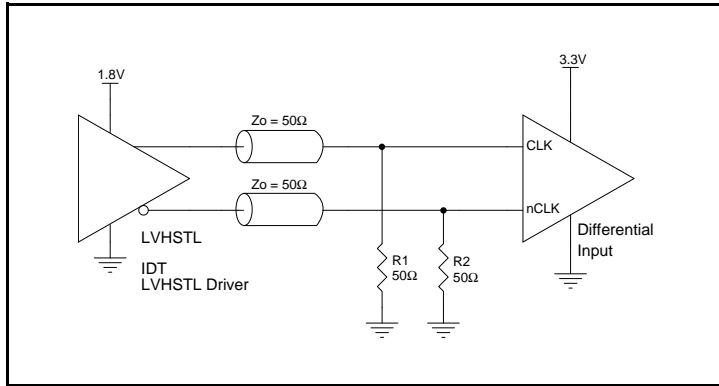 1.8V
3.3V
Zo = 50Ω
CLK
Zo = 50Ω
nCLK
LVHSTL
IDT
LVHSTL Driver
R1
50Ω
R2
50Ω
Differential
Input